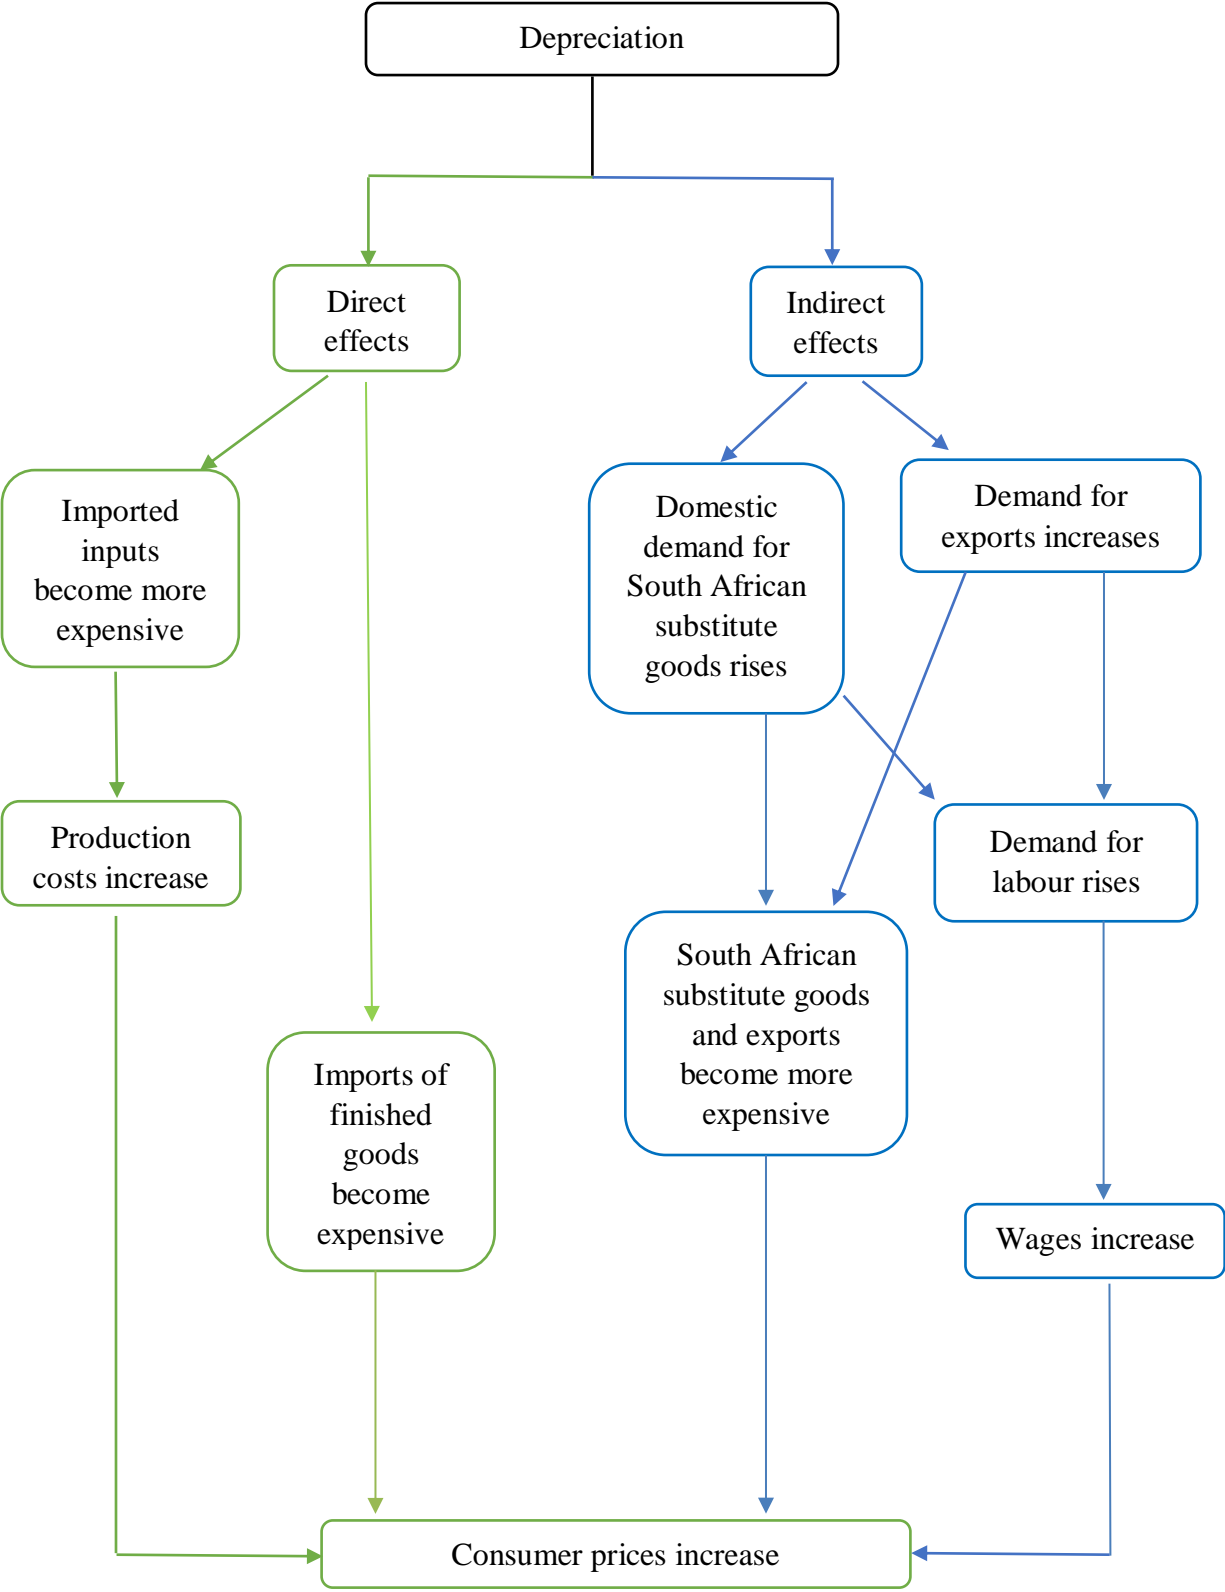 Depreciation
Direct
effects
Indirect
effects
Imported
inputs
become more
expensive
Domestic
demand for
South African
substitute
goods rises
Demand for
exports increases
Production
costs increase
Demand for
labour rises
South African
substitute goods
and exports
become more
expensive
Imports of
finished
goods
become
expensive
Wages increase
Consumer prices increase